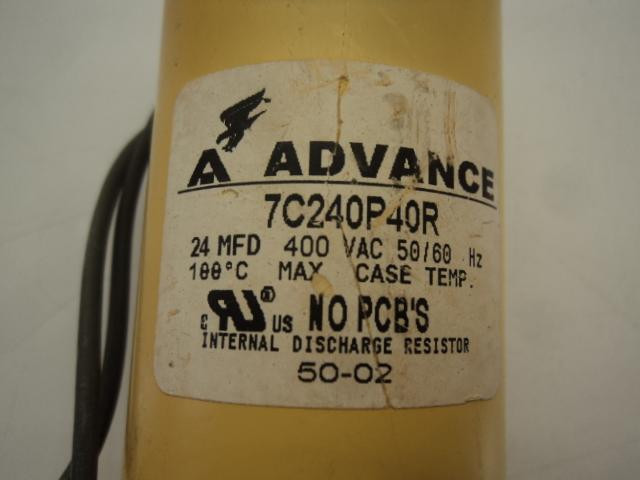 A ADVANCE
7C240P40R
24 MFD 400 VAC 50/60 Hz
100°C MAX. CASE TEMP.
c RU® US NO PCB'S
INTERNAL DISCHARGE RESISTOR
50-02